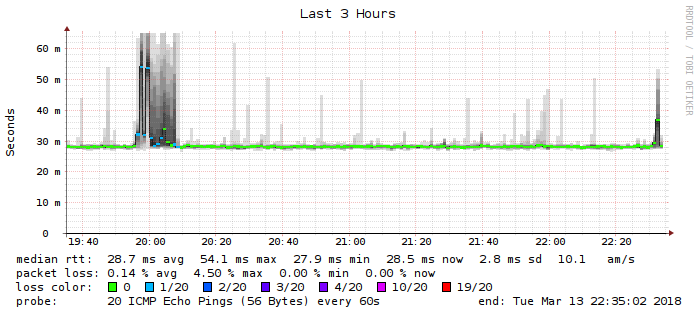 Last 3 Hours
RRDTOOL / TOBI OETIKER
Seconds
60 m
50 m
40 m
30 m
20 m
10 m
0
19:40 20:00 20:20 20:40 21:00 21:20 21:40 22:00 22:20
median rtt: 28.7 ms avg 54.1 ms max 27.9 ms min 28.5 ms now 2.8 ms sd 10.1 am/s
packet loss: 0.14 % avg 4.50 % max 0.00 % min 0.00 % now
loss color: 0 1/20 2/20 3/20 4/20 10/20 19/20
probe: 20 ICMP Echo Pings (56 Bytes) every 60s end: Tue Mar 13 22:35:02 2018